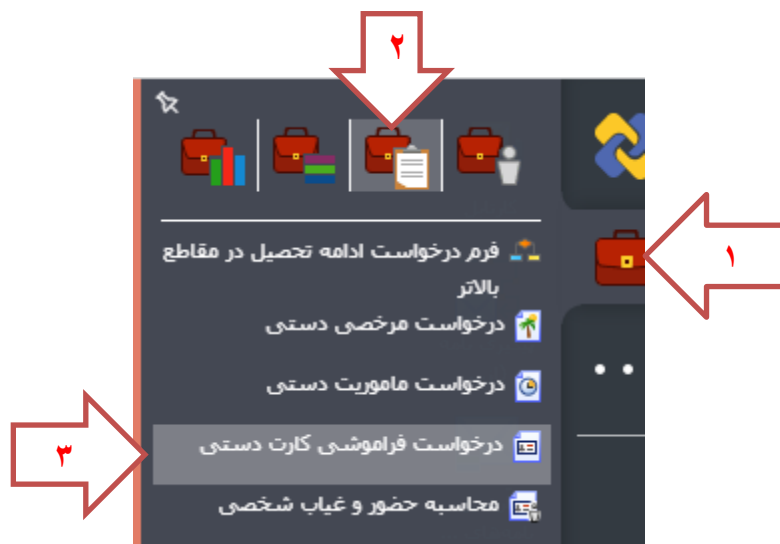 ۲
۱
فرم درخواست ادامه تحصیل در مقاطع
بالاتر
درخواست مرخصی دستی
درخواست ماموریت دستی
درخواست فراموشی کارت دستی
۳
محاسبه حضور و غیاب شخصی